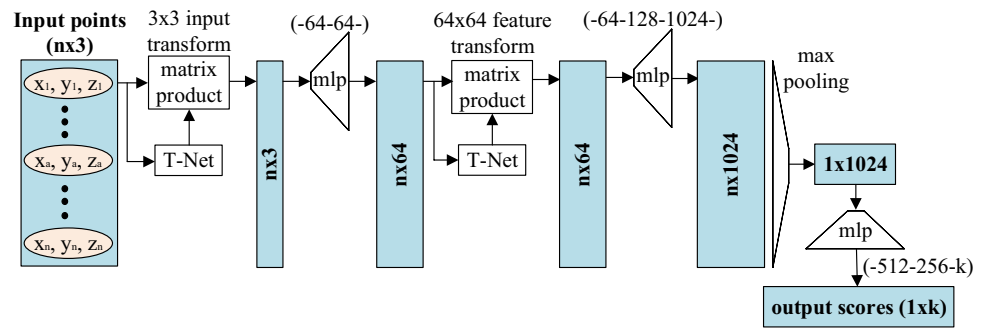 Input points
(nx3)
x₁, y₁, z₁
xₐ, yₐ, zₐ
xₙ, yₙ, zₙ
3x3 input
transform
matrix
product
T-Net
nx3
(-64-64-)
mlp
nx64
64x64 feature
transform
matrix
product
T-Net
nx64
(-64-128-1024-)
mlp
nx1024
max
pooling
1x1024
mlp
(-512-256-k)
output scores (1xk)